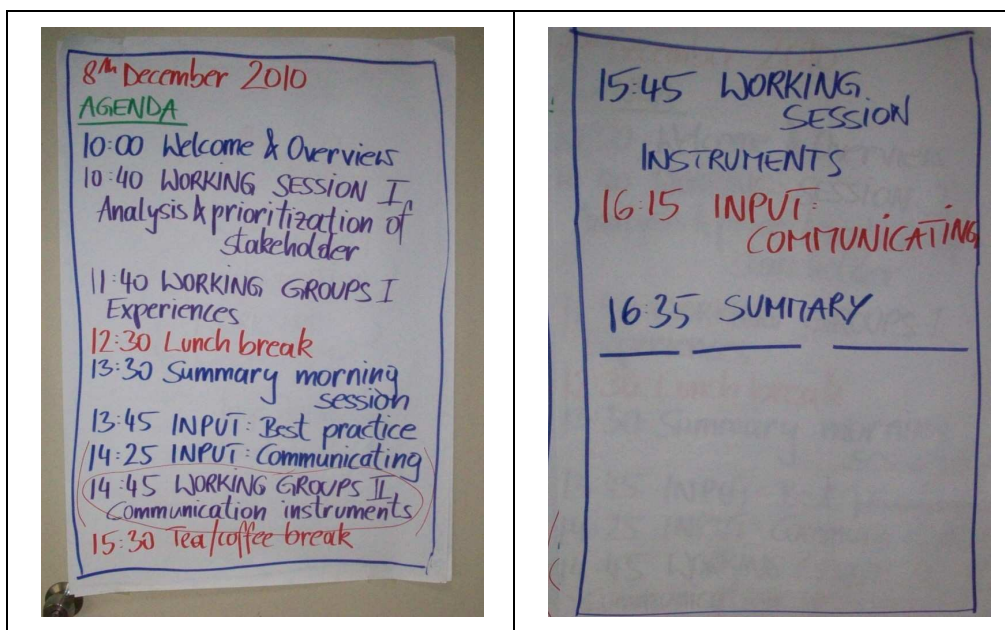 8th December 2010
AGENDA
10:00 Welcome & Overview
10:40 WORKING SESSION I
Analysis & prioritization of
stakeholder
11:40 WORKING GROUPS I
Experiences
12:30 Lunch break
13:30 Summary morning
session
13:45 INPUT: Best practice
14:25 INPUT: Communicating
14:45 WORKING GROUPS II
Communication instruments
15:30 Tea/coffee break
15:45 WORKING
SESSION
INSTRUMENTS
16:15 INPUT:
COMMUNICATING
16:35 SUMMARY